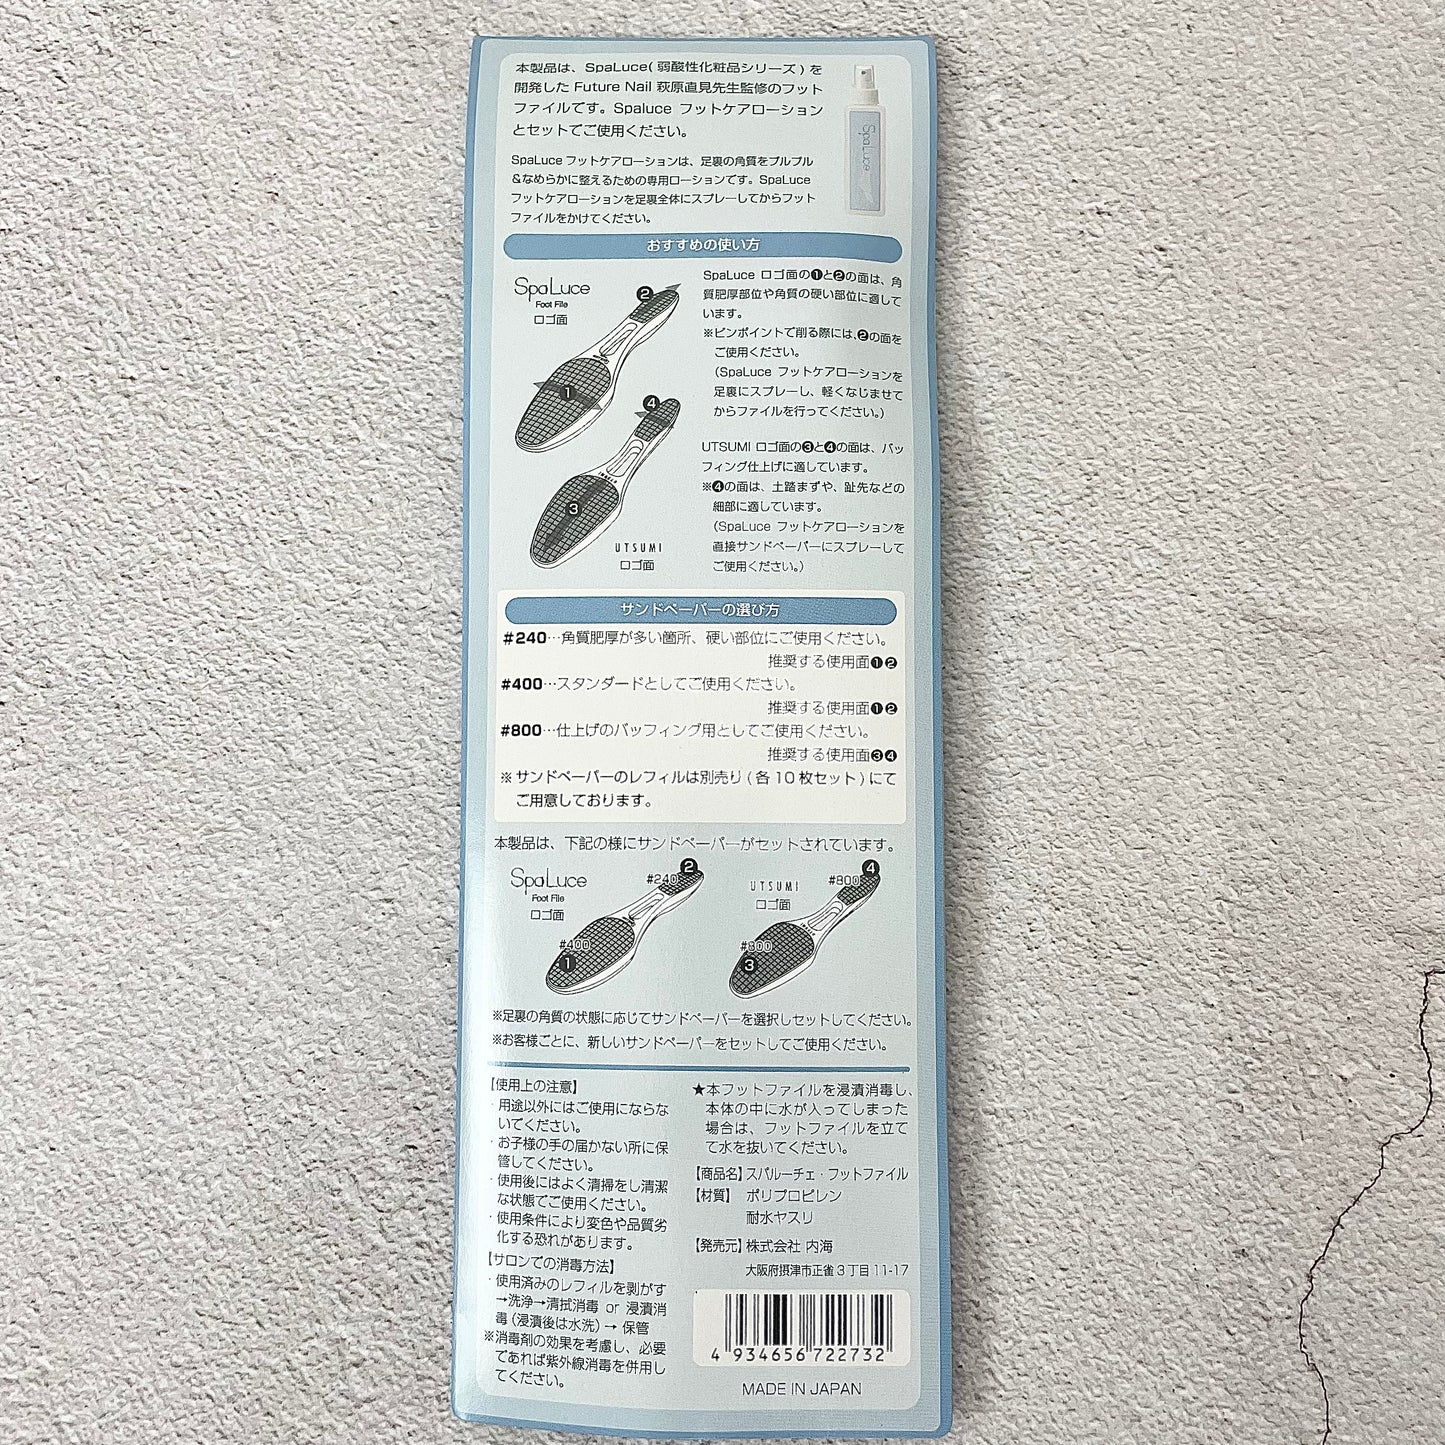 本製品は、SpaLuce(弱酸性化粧品シリーズ)を
開発した Future Nail 萩原直見先生監修のフット
ファイルです。Spaluce フットケアローション
とセットでご使用ください。
SpaLuce
SpaLuce フットケアローションは、足裏の角質をプルプル
&なめらかに整えるための専用ローションです。SpaLuce
フットケアローションを足裏全体にスプレーしてからフット
ファイルをかけてください。
おすすめの使い方
SpaLuce
Foot File
ロゴ面
❷
❶
SpaLuce ロゴ面の❶と❷の面は、角
質肥厚部位や角質の硬い部位に適して
います。
※ピンポイントで削る際には、❷の面を
ご使用ください。
(SpaLuce フットケアローションを
足裏にスプレーし、軽くなじませて
からファイルを行ってください。)
❹
❸
UTSUMI
ロゴ面
UTSUMI ロゴ面の❸と❹の面は、バッ
フィング仕上げに適しています。
※❹の面は、土踏まずや、趾先などの
細部に適しています。
(SpaLuce フットケアローションを
直接サンドペーパーにスプレーして
ご使用ください。)
サンドペーパーの選び方
#240…角質肥厚が多い箇所、硬い部位にご使用ください。
推奨する使用面❶❷
#400…スタンダードとしてご使用ください。
推奨する使用面❶❷
#800…仕上げのバッフィング用としてご使用ください。
推奨する使用面❸❹
※サンドペーパーのレフィルは別売り(各10枚セット)にて
ご用意しております。
本製品は、下記の様にサンドペーパーがセットされています。
SpaLuce
Foot File
ロゴ面
❷
#240
#400
❶
UTSUMI
ロゴ面
❹
#800
#800
❸
※足裏の角質の状態に応じてサンドペーパーを選択しセットしてください。
※お客様ごとに、新しいサンドペーパーをセットしてご使用ください。
【使用上の注意】
・用途以外にはご使用にならな
いでください。
・お子様の手の届かない所に保
管してください。
・使用後にはよく清掃をし清潔
な状態でご使用ください。
・使用条件により変色や品質劣
化する恐れがあります。
【サロンでの消毒方法】
・使用済みのレフィルを剥がす
→洗浄→清拭消毒 or 浸漬消
毒(浸漬後は水洗)→ 保管
※消毒剤の効果を考慮し、必要
であれば紫外線消毒を併用し
てください。
★本フットファイルを浸漬消毒し、
本体の中に水が入ってしまった
場合は、フットファイルを立て
て水を抜いてください。
【商品名】スパルーチェ・フットファイル
【材質】 ポリプロピレン
耐水ヤスリ
【発売元】株式会社 内海
大阪府摂津市正雀3丁目11-17
4 934656 722732
MADE IN JAPAN